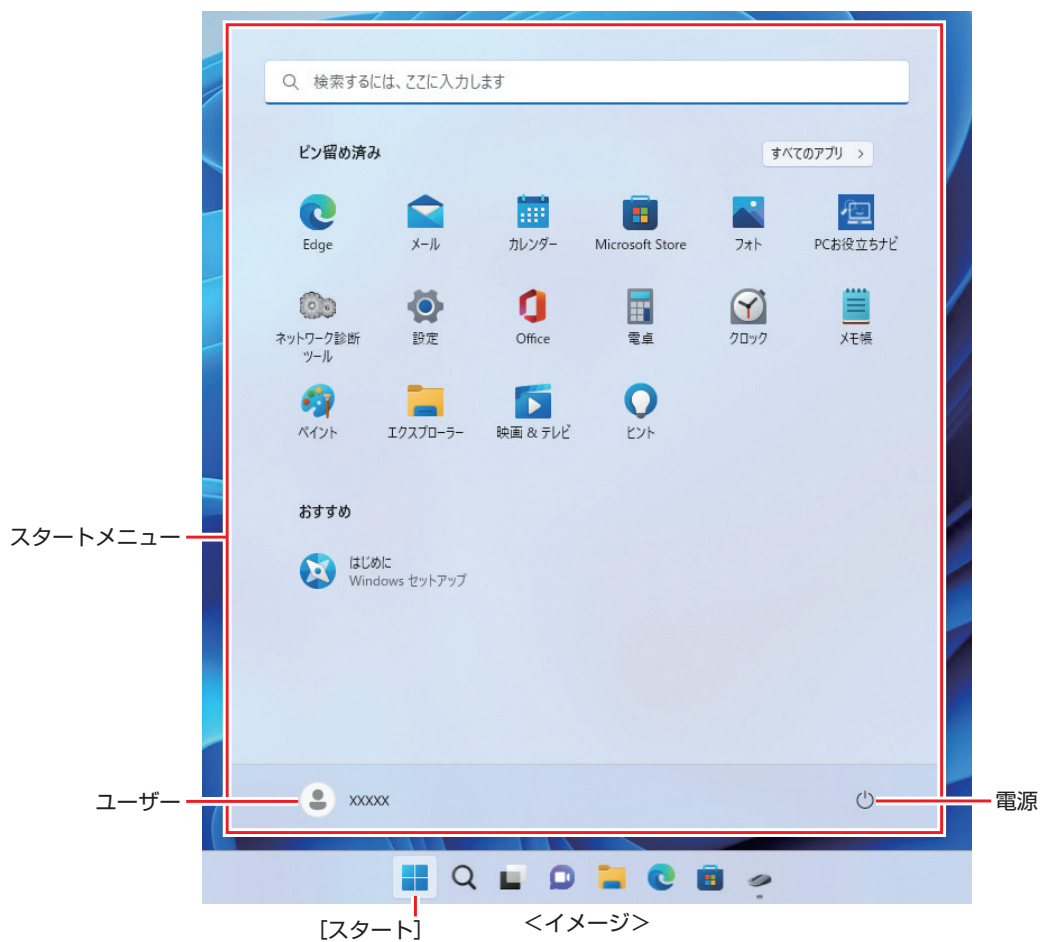 検索するには、ここに入力します
ピン留め済み
すべてのアプリ >
Edge
メール
カレンダー
Microsoft Store
フォト
PCお役立ちナビ
ネットワーク診断
ツール
設定
Office
電卓
クロック
メモ帳
ペイント
エクスプローラー
映画 & テレビ
ヒント
おすすめ
スタートメニュー
はじめに
Windows セットアップ
ユーザー
xxxxx
電源
[スタート]
＜イメージ＞